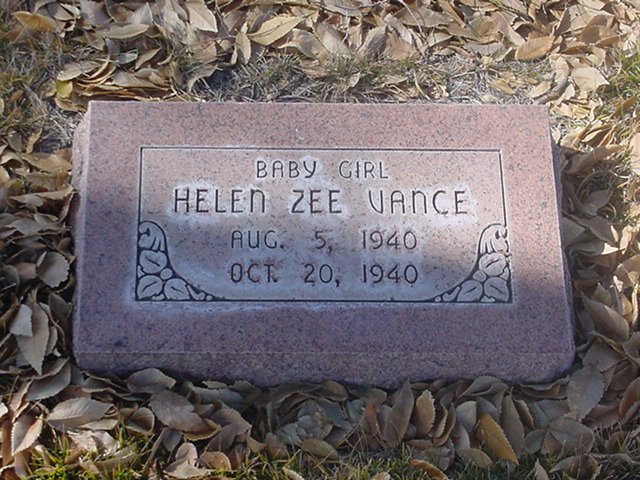 BABY GIRL
HELEN ZEE VANCE
AUG. 5, 1940
OCT. 20, 1940